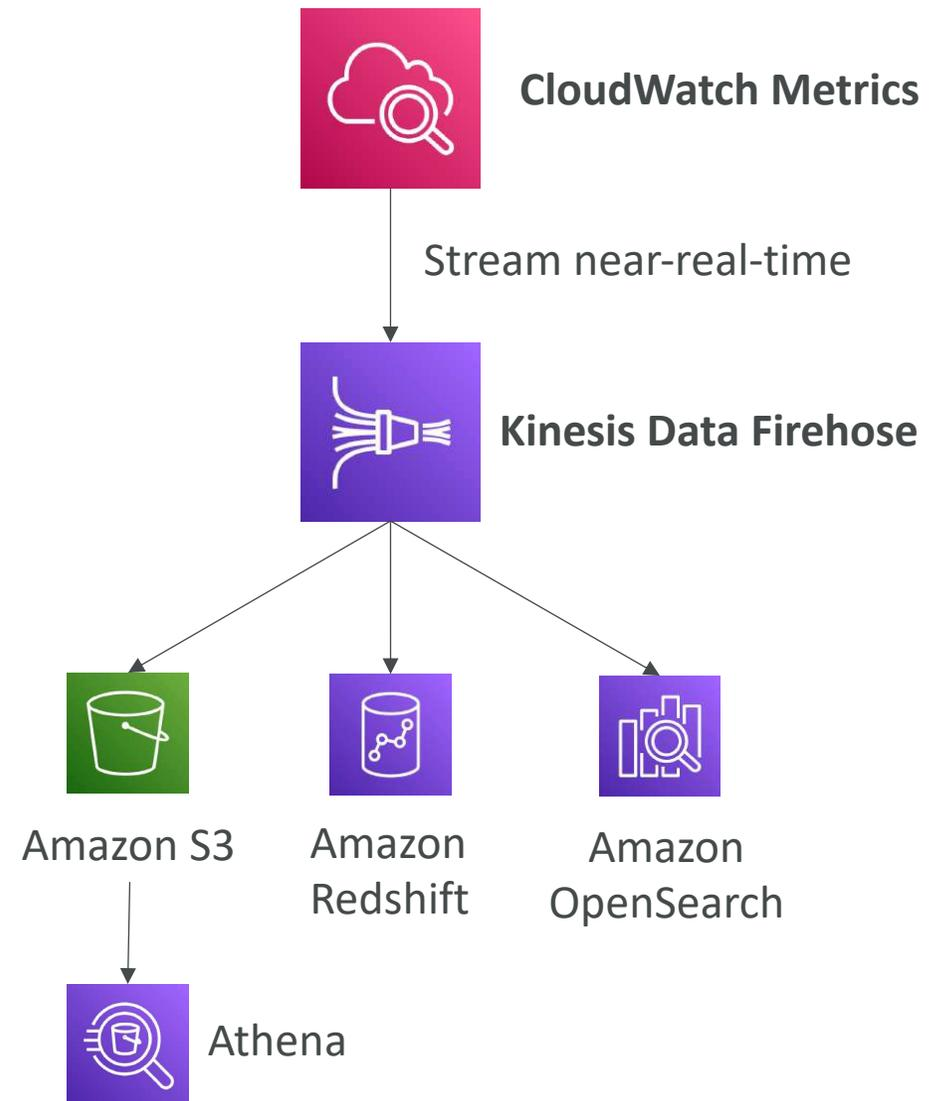 CloudWatch Metrics
Stream near-real-time
Kinesis Data Firehose
Amazon S3
Amazon
Redshift
Amazon
OpenSearch
Athena